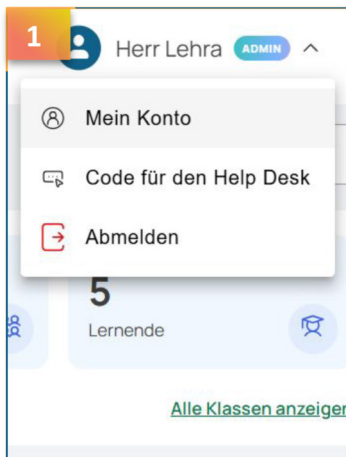 1
Herr Lehra ADMIN
Mein Konto
Code für den Help Desk
Abmelden
5
Lernende
Alle Klassen anzeigen